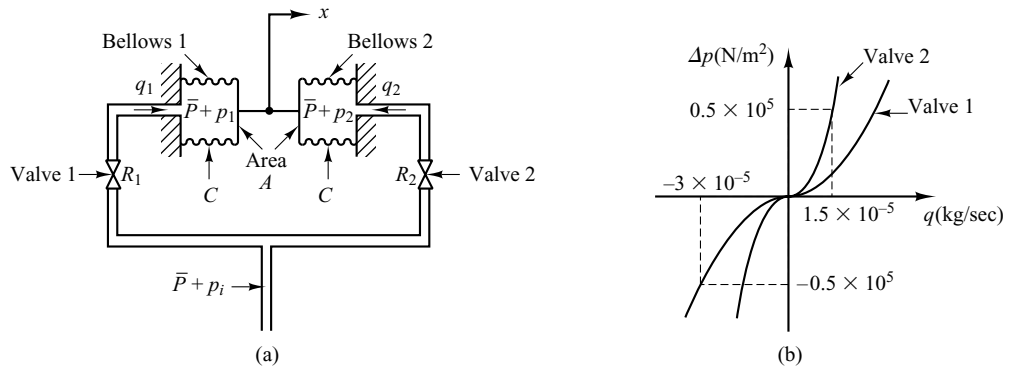 x
Bellows 1
Bellows 2
q₁
q₂
P̄ + p₁
P̄ + p₂
Area
A
Valve 1
R₁
R₂
Valve 2
C
C
P̄ + pᵢ
(a)
Δp(N/m²)
Valve 2
0.5 × 10⁵
Valve 1
–3 × 10⁻⁵
1.5 × 10⁻⁵
q(kg/sec)
–0.5 × 10⁵
(b)